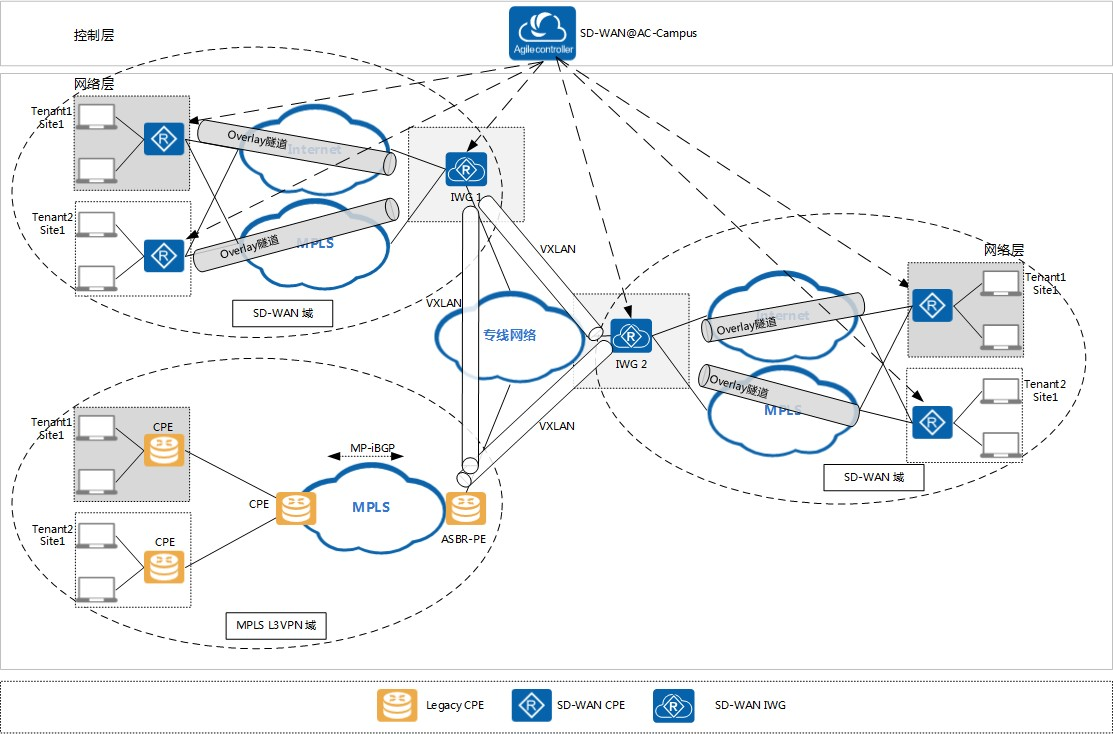 控制层
Agilecontroller
SD-WAN@AC-Campus
网络层
Tenant1
Site1
Overlay隧道
Internet
R
R
IWG 1
Tenant2
Site1
R
Overlay隧道
MPLS
SD-WAN 域
VXLAN
VXLAN
专线网络
R
IWG 2
VXLAN
网络层
Tenant1
Site1
R
Internet
Overlay隧道
Overlay隧道
MPLS
Tenant2
Site1
R
SD-WAN 域
Tenant1
Site1
CPE
MP-iBGP
CPE
MPLS
ASBR-PE
Tenant2
Site1
CPE
MPLS L3VPN 域
Legacy CPE
R
SD-WAN CPE
R
SD-WAN IWG